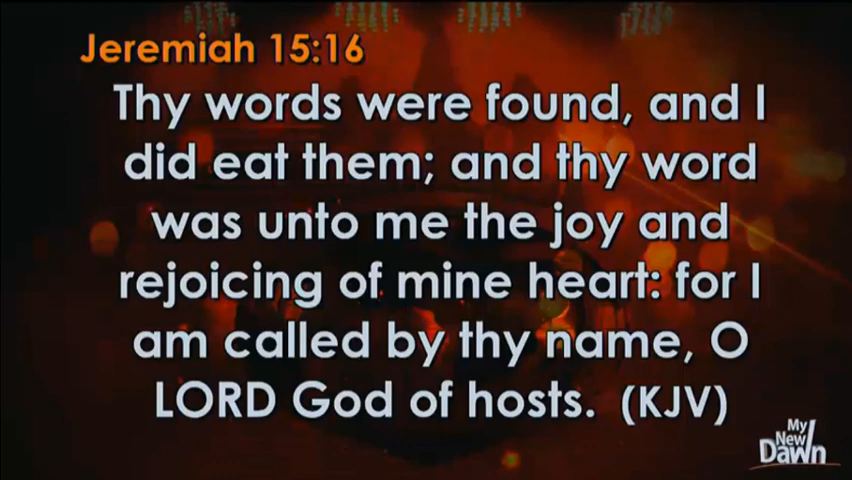 Jeremiah 15:16
Thy words were found, and I
did eat them; and thy word
was unto me the joy and
rejoicing of mine heart: for I
am called by thy name, O
LORD God of hosts. (KJV)
My
New
Dawn